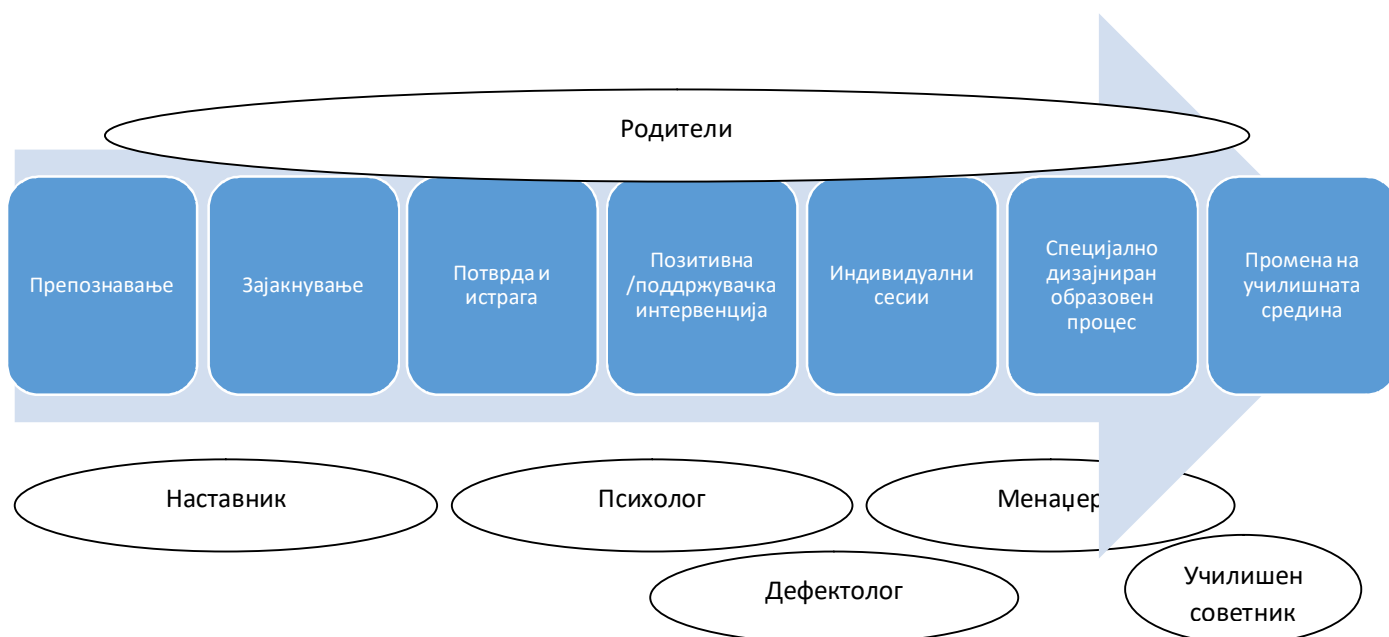 Родители
Препознавање
Зајакнување
Потврда и
истрага
Позитивна
/поддржувачка
интервенција
Индивидуални
сесии
Специјално
дизајниран
образовен
процес
Промена на
училишната
средина
Наставник
Психолог
Менаџер
Дефектолог
Училишен
советник